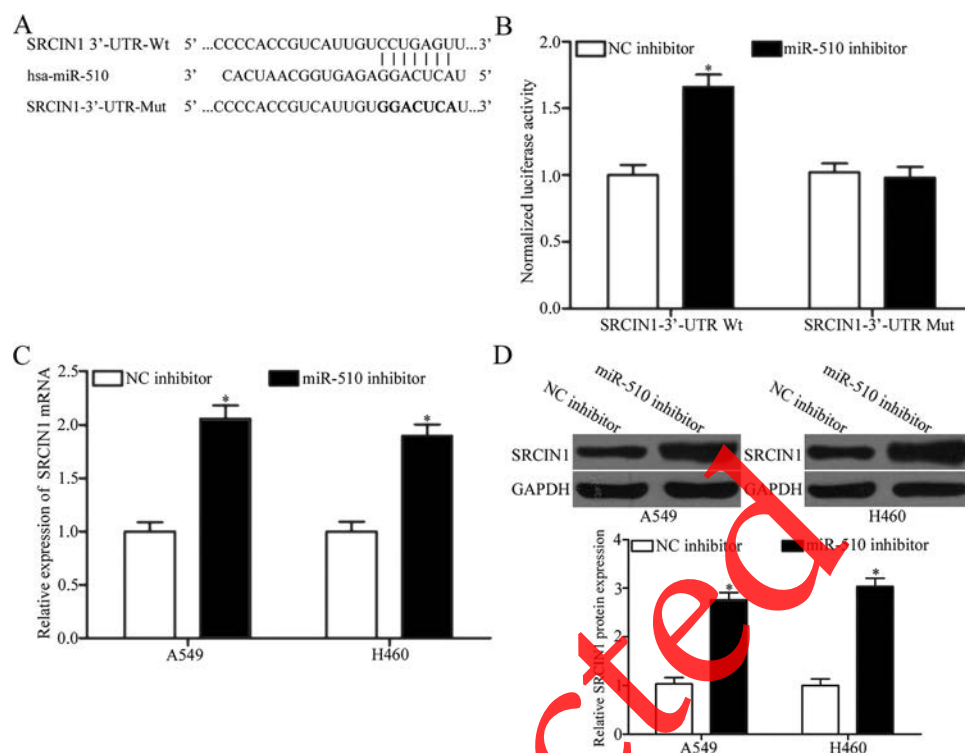 A
SRCIN1 3’-UTR-Wt 5’ ...CCCCACCGUCAUUGUCCUGAGUU...3’
hsa-miR-510 3’ CACUAACGGUGAGAGGACUCAU 5’
SRCIN1-3’-UTR-Mut 5’ ...CCCCACCGUCAUUGUGGACUCAU...3’
B
NC inhibitor miR-510 inhibitor
Normalized luciferase activity
2.0
1.5
1.0
0.5
0.0
*
SRCIN1-3’-UTR Wt SRCIN1-3’-UTR Mut
C
NC inhibitor miR-510 inhibitor
Relative expression of SRCIN1 mRNA
2.5
2.0
1.5
1.0
0.5
0.0
* *
A549 H460
D
NC inhibitor miR-510 inhibitor NC inhibitor miR-510 inhibitor
SRCIN1 SRCIN1
GAPDH GAPDH
A549 H460
NC inhibitor miR-510 inhibitor
Relative SRCIN1 protein expression
4
3
2
1
0
* *
A549 H460
cted